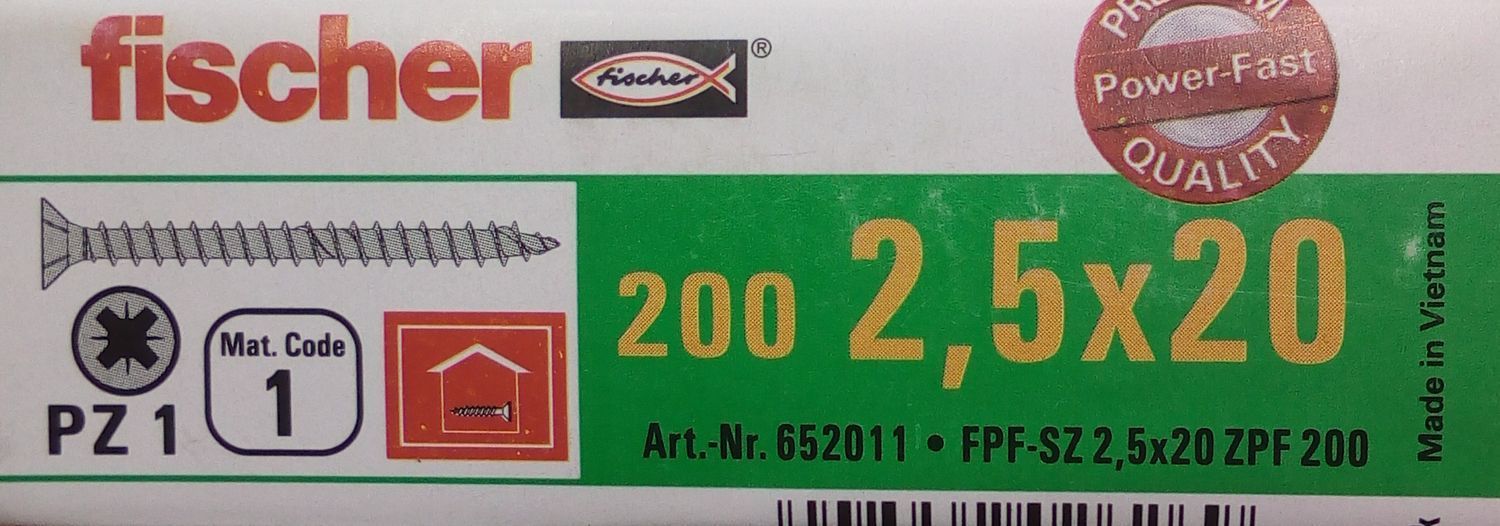 fischer
fischer ®
Power-Fast
QUALITY
200 2,5x20
Mat. Code
1
PZ 1
Art.-Nr. 652011 • FPF-SZ 2,5x20 ZPF 200
Made in Vietnam